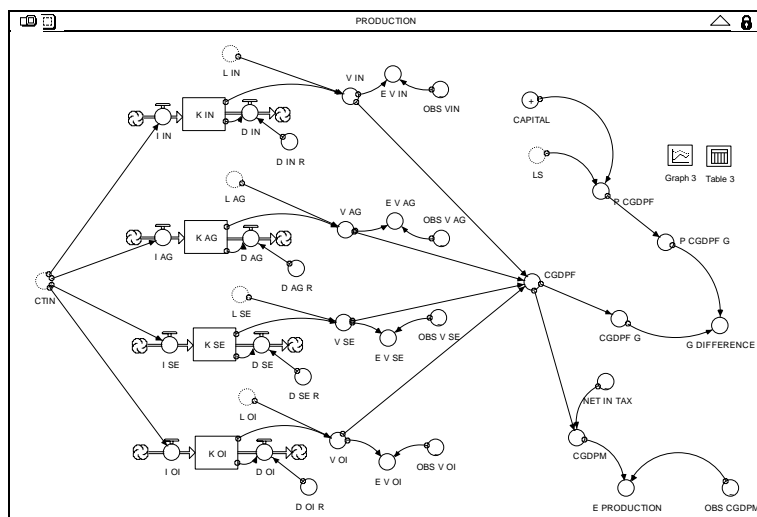 PRODUCTION
L IN
V IN
E V IN
OBS VIN
K IN
I IN
D IN
D IN R
CAPITAL
LS
Graph 3
Table 3
P CGDPF
L AG
E V AG
V AG
OBS V AG
K AG
I AG
D AG
D AG R
P CGDPF G
CTIN
CGDPF
L SE
V SE
OBS V SE
E V SE
K SE
I SE
D SE
D SE R
CGDPF G
G DIFFERENCE
NET IN TAX
L OI
V OI
OBS V OI
E V OI
K OI
I OI
D OI
D OI R
CGDPM
E PRODUCTION
OBS CGDPM